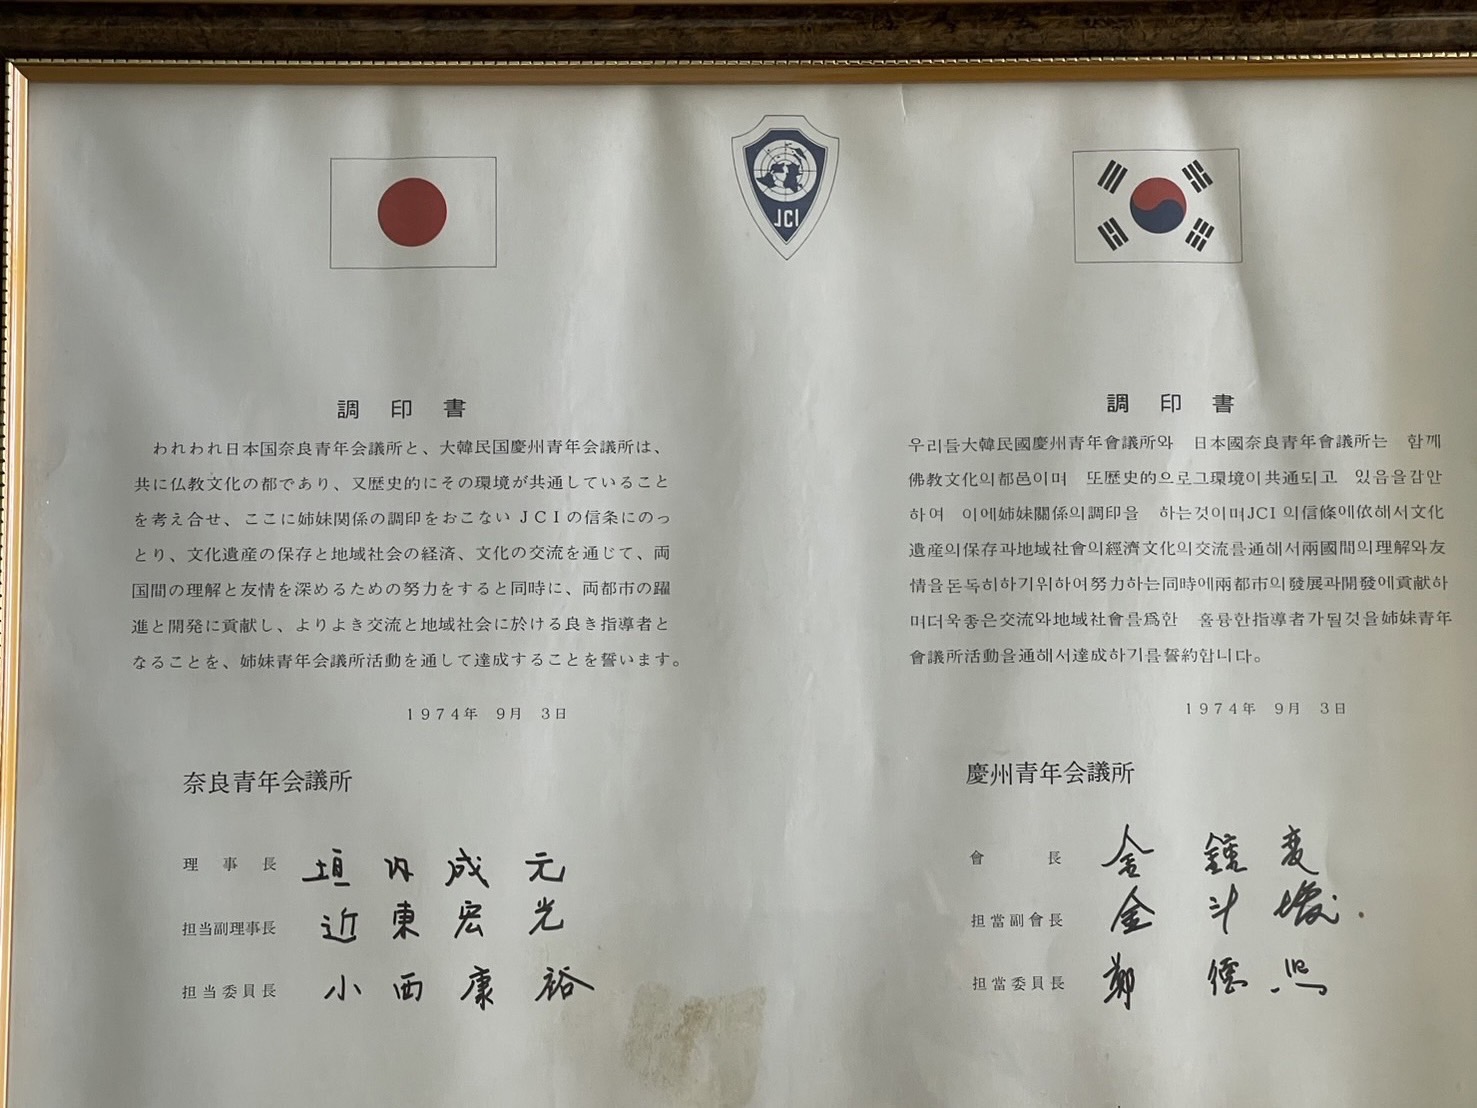 JCI
調印書
われわれ日本国奈良青年会議所と、大韓民国慶州青年会議所は、
共に仏教文化の都であり、又歴史的にその環境が共通していること
を考え合せ、ここに姉妹関係の調印をおこないＪＣＩの信条にのっ
とり、文化遺産の保存と地域社会の経済、文化の交流を通じて、両
国間の理解と友情を深めるための努力をすると同時に、両都市の躍
進と開発に貢献し、よりよき交流と地域社会に於ける良き指導者と
なることを、姉妹青年会議所活動を通して達成することを誓います。
１９７４年　９月　３日
奈良青年会議所
理事長 垣内成元
担当副理事長 近東宏光
担当委員長 小西康裕
調印書
우리들大韓民國慶州青年會議所와　日本國奈良青年會議所는　함께
佛教文化의都邑이며　또歷史的으로그環境이共通되고　있음을감안
하여　이에姉妹關係의調印을　하는것이며JCI의信條에依해서文化
遺産의保存과地域社會의經濟文化의交流를通해서兩國間의理解와友
情을돈독히하기위하여努力하는同時에兩都市의發展과開發에貢献하
며더욱좋은交流와地域社會를爲한　훌륭한指導者가될것을姉妹青年
會議所活動을通해서達成하기를誓約합니다。
１９７４年　９月　３日
慶州青年会議所
會長 金鐘
担當副會長 金斗
担當委員長 鄭德